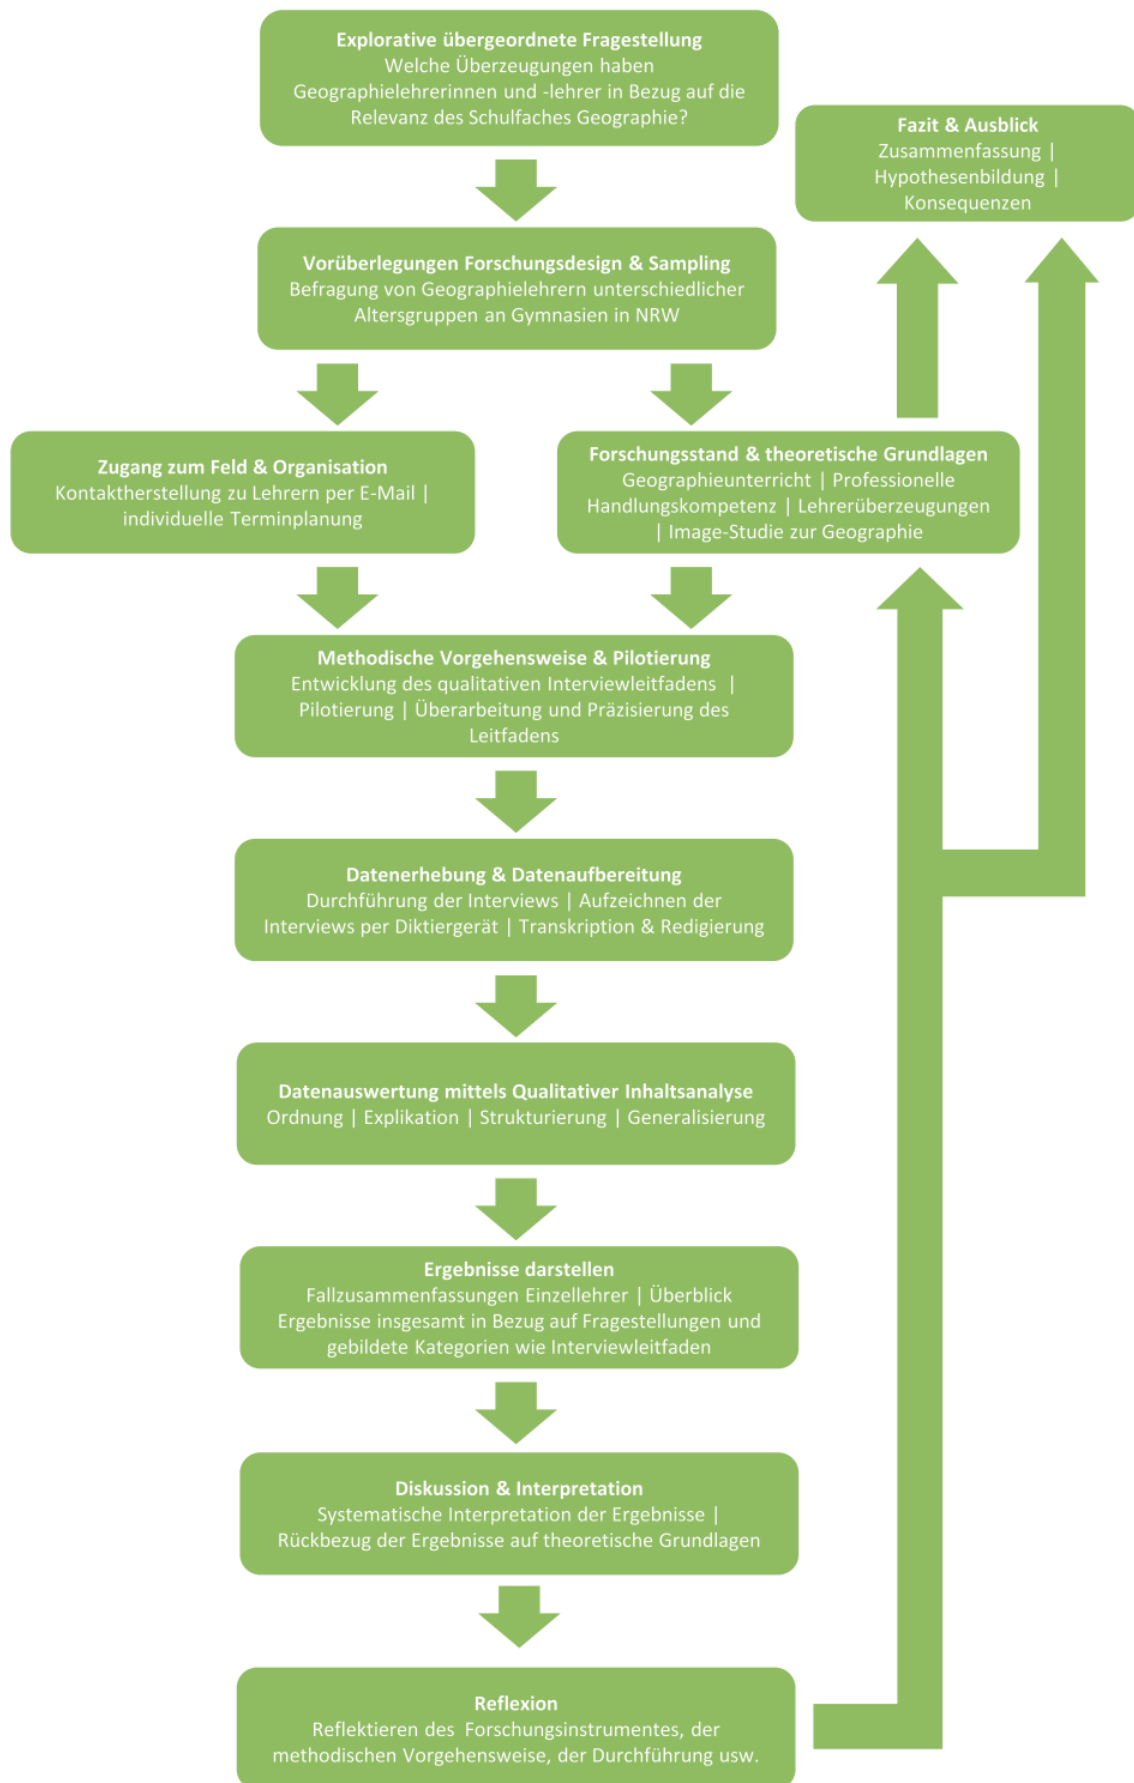 Explorative übergeordnete Fragestellung
Welche Überzeugungen haben
Geographielehrerinnen und -lehrer in Bezug auf die
Relevanz des Schulfaches Geographie?
Fazit & Ausblick
Zusammenfassung |
Hypothesenbildung |
Konsequenzen
Vorüberlegungen Forschungsdesign & Sampling
Befragung von Geographielehrern unterschiedlicher
Altersgruppen an Gymnasien in NRW
Zugang zum Feld & Organisation
Kontaktherstellung zu Lehrern per E-Mail |
individuelle Terminplanung
Forschungsstand & theoretische Grundlagen
Geographieunterricht | Professionelle
Handlungskompetenz | Lehrerüberzeugungen
| Image-Studie zur Geographie
Methodische Vorgehensweise & Pilotierung
Entwicklung des qualitativen Interviewleitfadens |
Pilotierung | Überarbeitung und Präzisierung des
Leitfadens
Datenerhebung & Datenaufbereitung
Durchführung der Interviews | Aufzeichnen der
Interviews per Diktiergerät | Transkription & Redigierung
Datenauswertung mittels Qualitativer Inhaltsanalyse
Ordnung | Explikation | Strukturierung | Generalisierung
Ergebnisse darstellen
Fallzusammenfassungen Einzellehrer | Überblick
Ergebnisse insgesamt in Bezug auf Fragestellungen und
gebildete Kategorien wie Interviewleitfaden
Diskussion & Interpretation
Systematische Interpretation der Ergebnisse |
Rückbezug der Ergebnisse auf theoretische Grundlagen
Reflexion
Reflektieren des Forschungsinstrumentes, der
methodischen Vorgehensweise, der Durchführung usw.